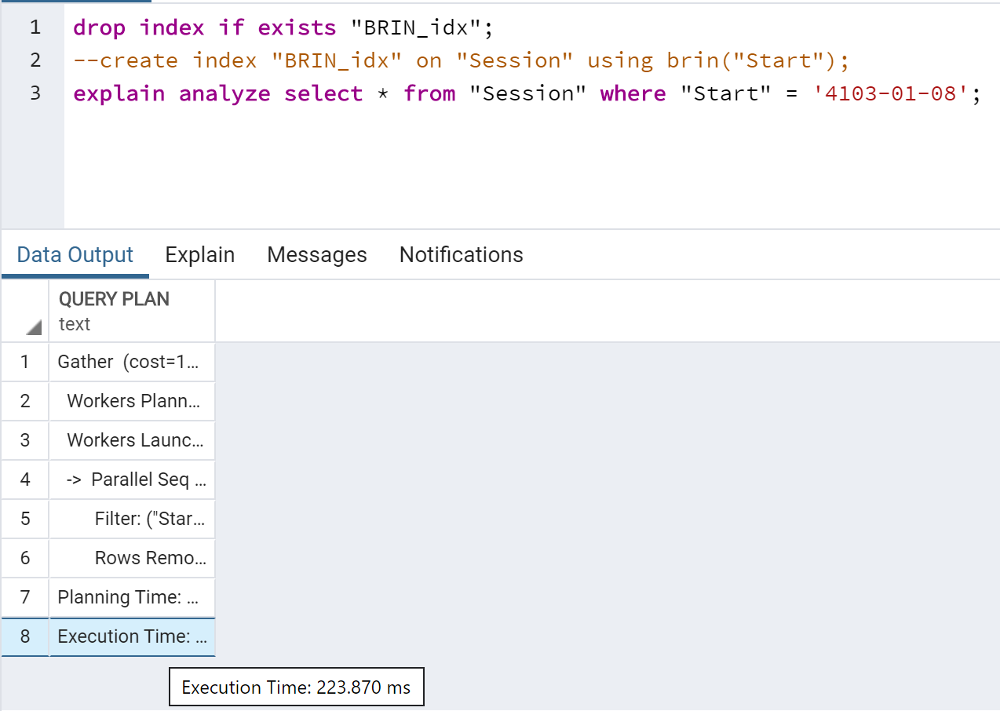 1 drop index if exists "BRIN_idx";
2 --create index "BRIN_idx" on "Session" using brin("Start");
3 explain analyze select * from "Session" where "Start" = '4103-01-08';
Data Output Explain Messages Notifications
QUERY PLAN
text
1 Gather (cost=1...
2 Workers Plann...
3 Workers Launc...
4 -> Parallel Seq ...
5 Filter: ("Star...
6 Rows Remo...
7 Planning Time: ...
8 Execution Time: ...
Execution Time: 223.870 ms